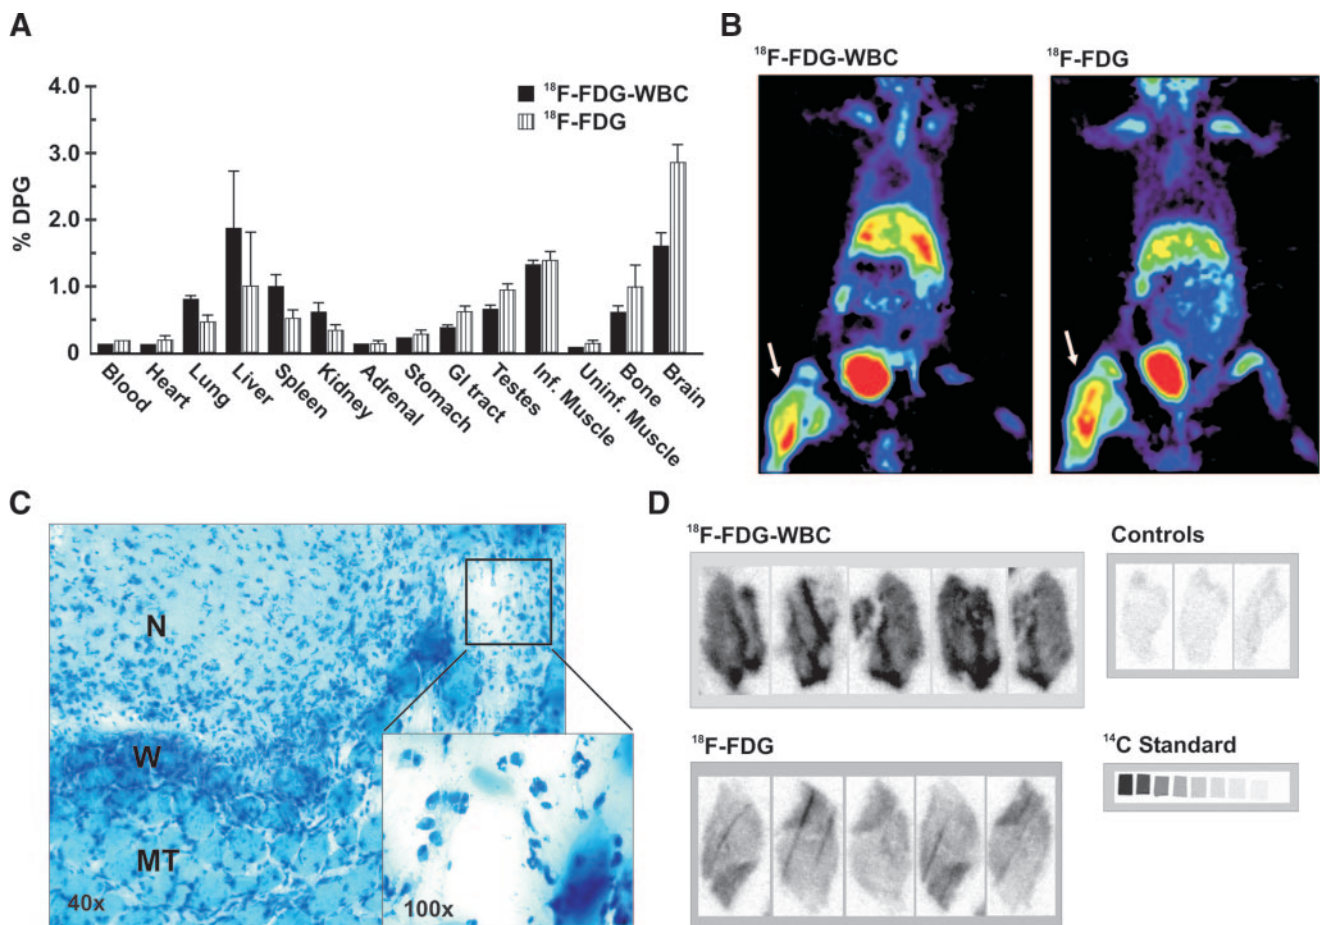 A
4.0
3.0
2.0
1.0
0
% DPG
¹⁸F-FDG-WBC
¹⁸F-FDG
Blood
Heart
Lung
Liver
Spleen
Kidney
Adrenal
Stomach
GI tract
Testes
Inf. Muscle
Uninf. Muscle
Bone
Brain
B
¹⁸F-FDG-WBC
¹⁸F-FDG
C
N
W
MT
40x
100x
D
¹⁸F-FDG-WBC
Controls
¹⁸F-FDG
¹⁴C Standard